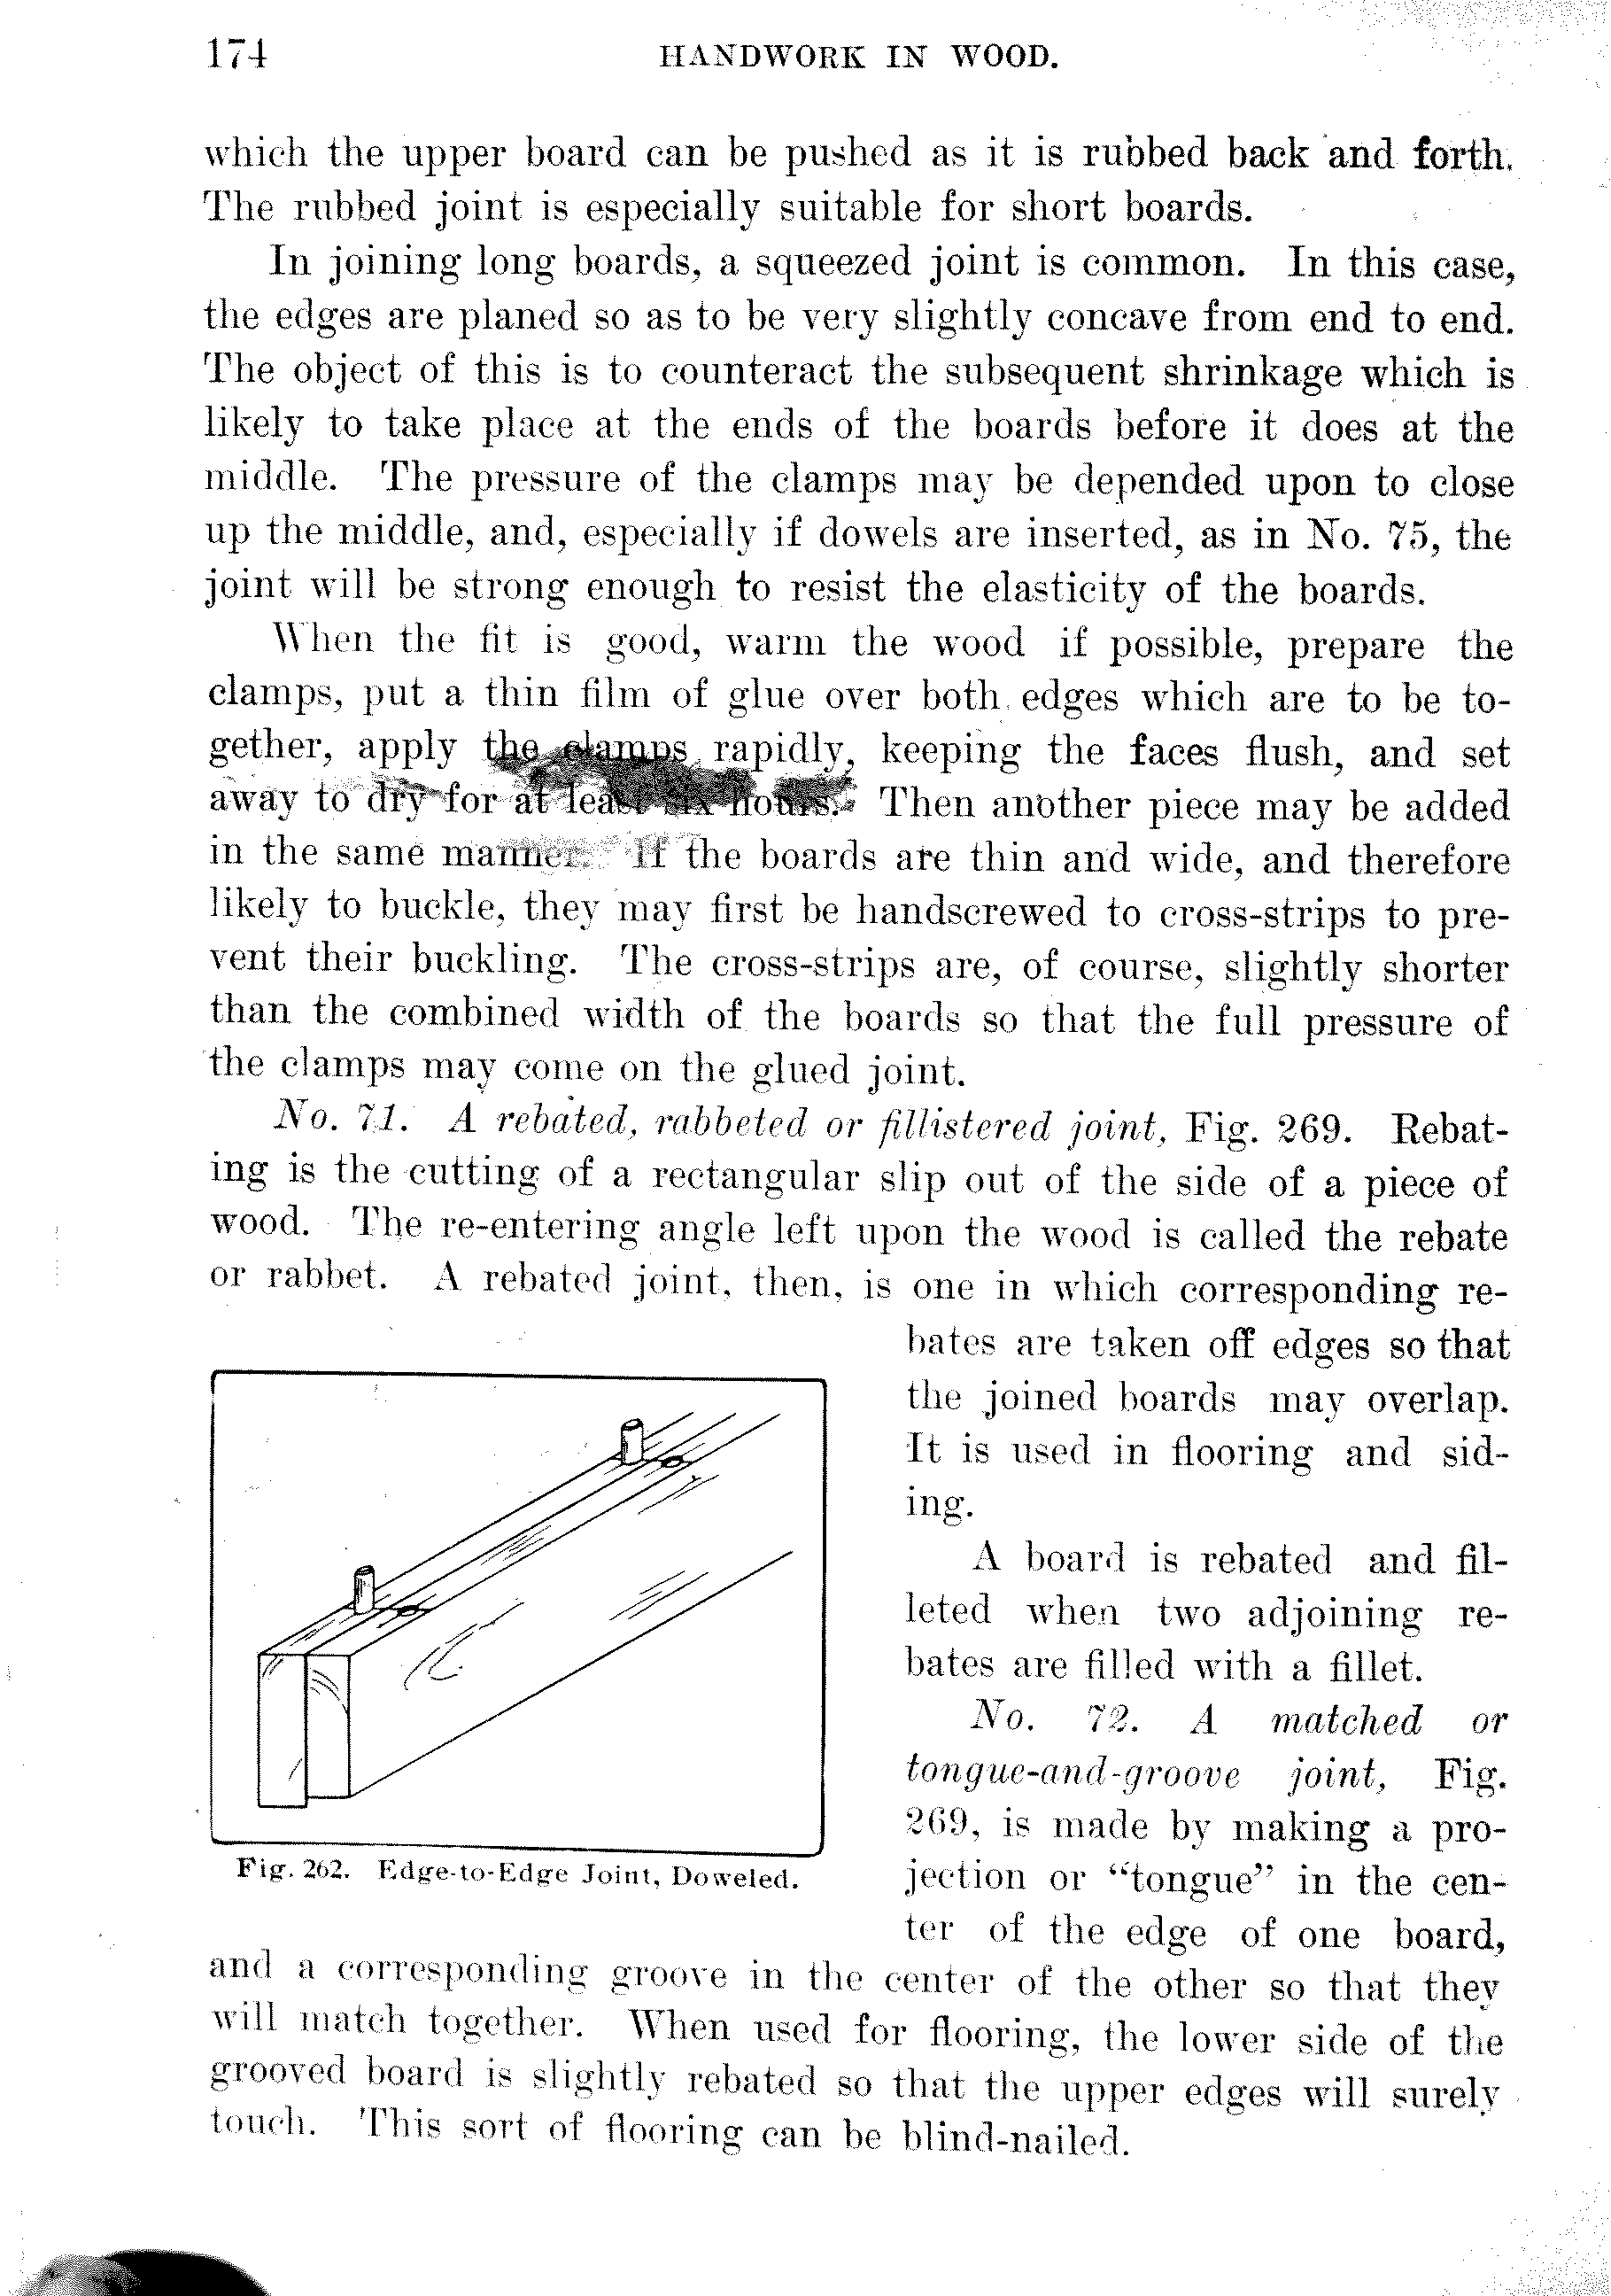 174 HANDWORK IN WOOD.
which the upper board can be pushed as it is rubbed back and forth.
The rubbed joint is especially suitable for short boards.
In joining long boards, a squeezed joint is common. In this case,
the edges are planed so as to be very slightly concave from end to end.
The object of this is to counteract the subsequent shrinkage which is
likely to take place at the ends of the boards before it does at the
middle. The pressure of the clamps may be depended upon to close
up the middle, and, especially if dowels are inserted, as in No. 75, the
joint will be strong enough to resist the elasticity of the boards.
When the fit is good, warm the wood if possible, prepare the
clamps, put a thin film of glue over both edges which are to be to-
gether, apply the clamps rapidly, keeping the faces flush, and set
away to dry for at least six hours. Then another piece may be added
in the same manner. If the boards are thin and wide, and therefore
likely to buckle, they may first be handscrewed to cross-strips to pre-
vent their buckling. The cross-strips are, of course, slightly shorter
than the combined width of the boards so that the full pressure of
the clamps may come on the glued joint.
No. 71. A rebated, rabbeted or fillistered joint, Fig. 269. Rebat-
ing is the cutting of a rectangular slip out of the side of a piece of
wood. The re-entering angle left upon the wood is called the rebate
or rabbet. A rebated joint, then, is one in which corresponding re-
bates are taken off edges so that
the joined boards may overlap.
It is used in flooring and sid-
ing.
A board is rebated and fil-
leted when two adjoining re-
bates are filled with a fillet.
No. 72. A matched or
tongue-and-groove joint, Fig.
269, is made by making a pro-
jection or "tongue" in the cen-
ter of the edge of one board,
Fig. 262. Edge-to-Edge Joint, Doweled.
and a corresponding groove in the center of the other so that they
will match together. When used for flooring, the lower side of the
grooved board is slightly rebated so that the upper edges will surely
touch. This sort of flooring can be blind-nailed.